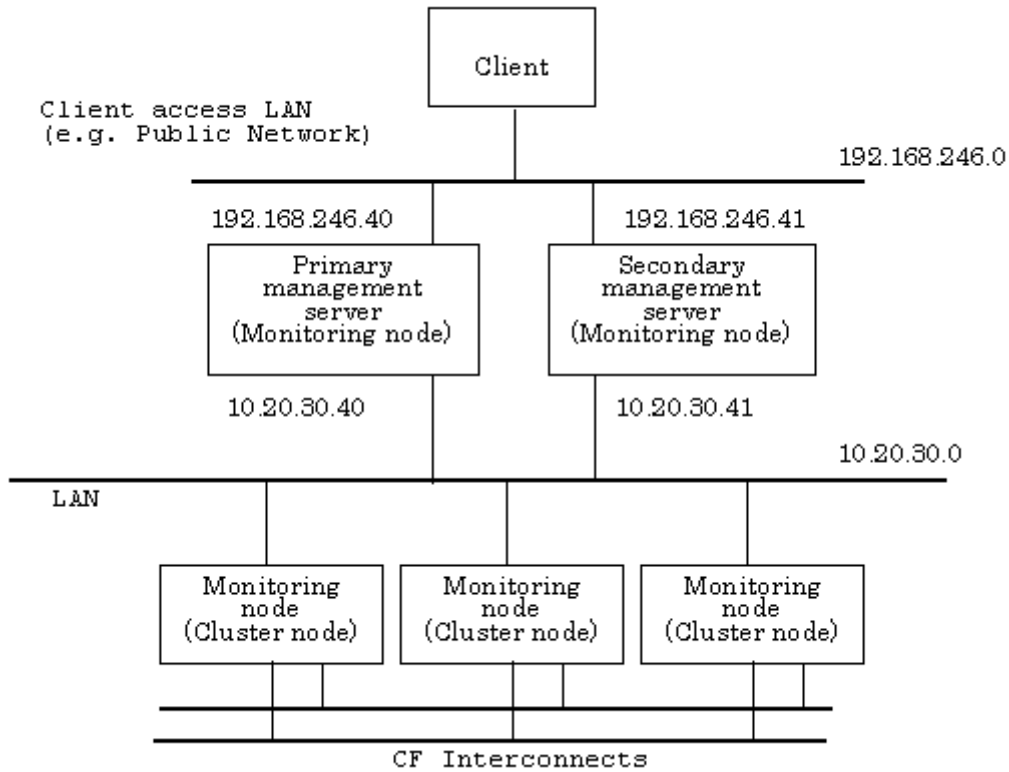 Client
Client access LAN
(e.g. Public Network)
192.168.246.0
192.168.246.40
192.168.246.41
Primary
management
server
(Monitoring node)
Secondary
management
server
(Monitoring node)
10.20.30.40
10.20.30.41
10.20.30.0
LAN
Monitoring
node
(Cluster node)
Monitoring
node
(Cluster node)
Monitoring
node
(Cluster node)
CF Interconnects